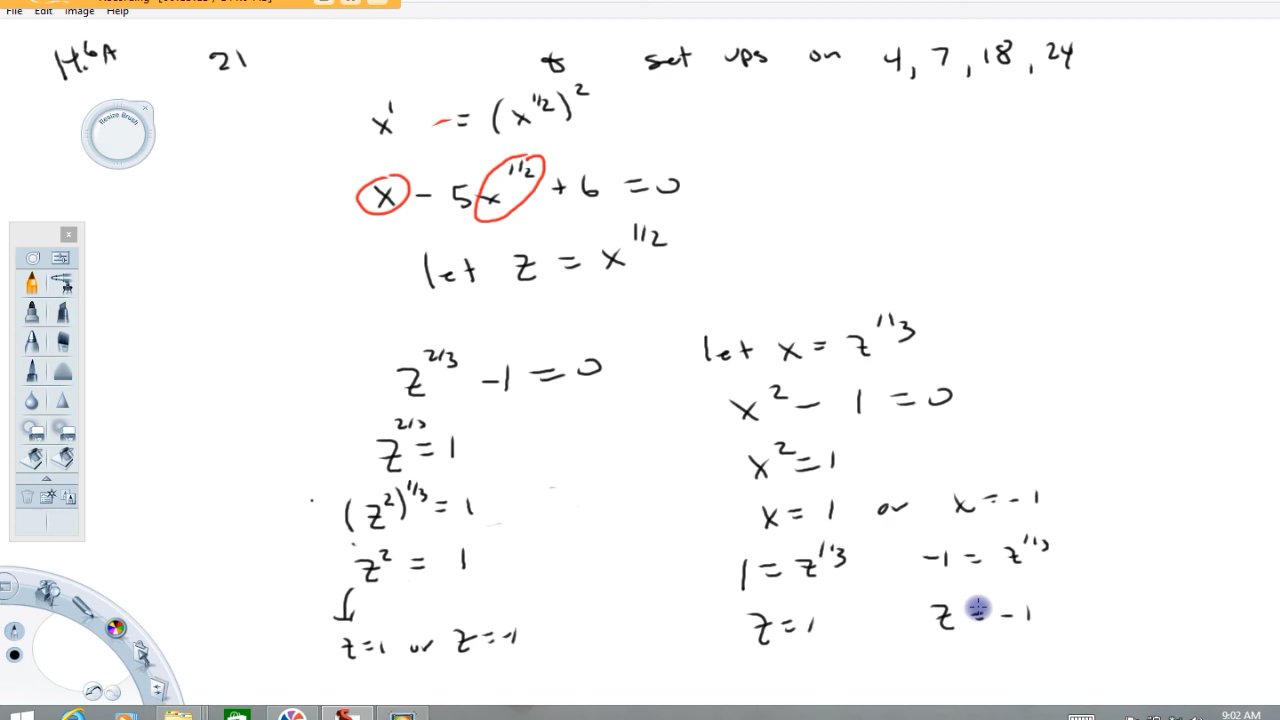 File Edit Image Help
H.6A 21 set ups on 4, 7, 18, 24
x¹ = (x^1/2)²
Resize Brush
x - 5x^1/2 + 6 = 0
let z = x^1/2
let x = z^1/3
z^2/3 - 1 = 0
x² - 1 = 0
z^2/3 = 1
x² = 1
(z²)^1/3 = 1
x = 1 or x = -1
z² = 1
1 = z^1/3 -1 = z^1/3
z = 1 or z = -1
z = 1 z = -1
9:02 AM